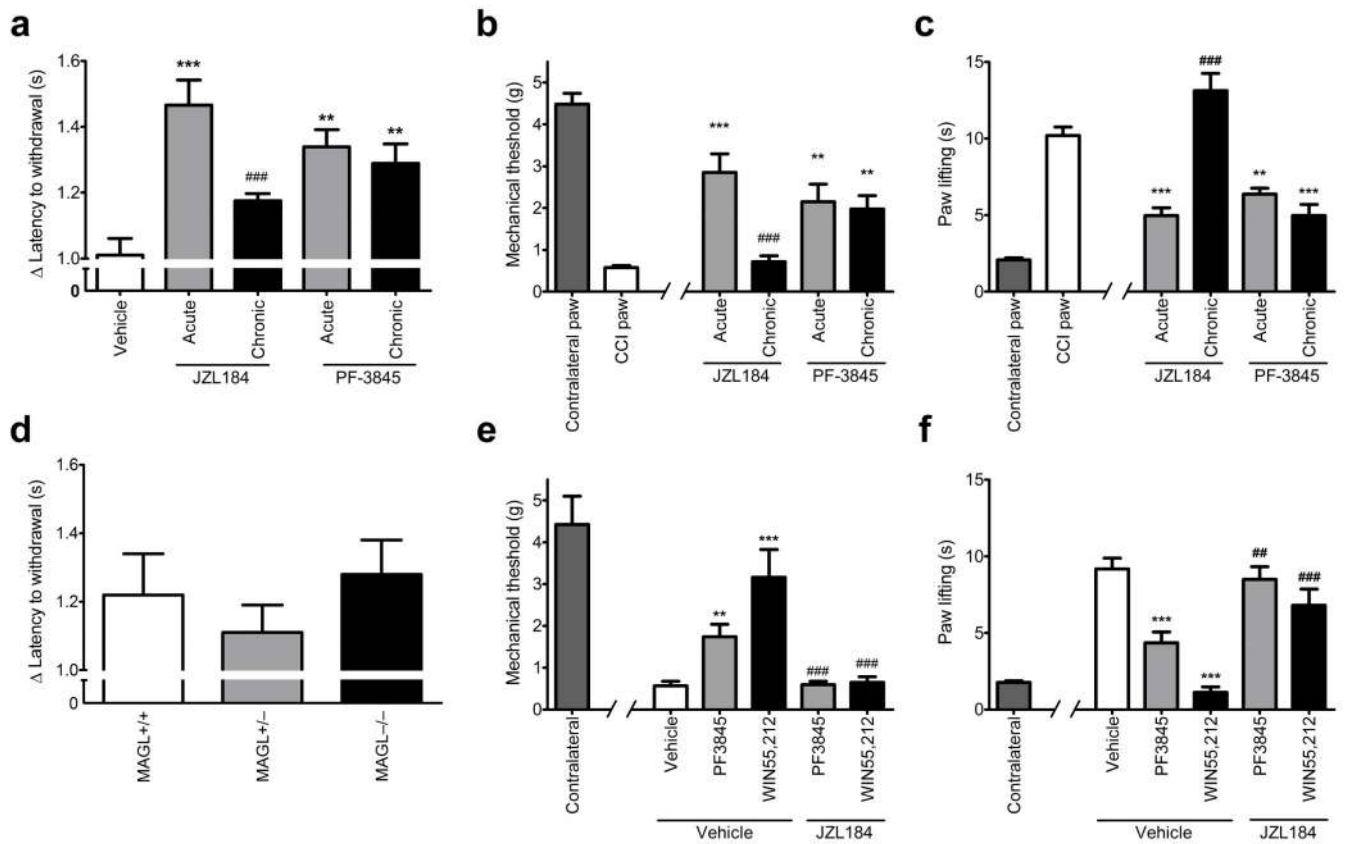 a
Δ Latency to withdrawal (s)
1.6
1.4
1.2
1.0
0
***
###
**
**
Vehicle
Acute
Chronic
Acute
Chronic
JZL184
PF-3845
b
Mechanical theshold (g)
5
4
3
2
1
0
***
###
**
**
Contralateral paw
CCI paw
Acute
Chronic
Acute
Chronic
JZL184
PF-3845
c
Paw lifting (s)
15
10
5
0
***
###
**
***
Contralateral paw
CCI paw
Acute
Chronic
Acute
Chronic
JZL184
PF-3845
d
Δ Latency to withdrawal (s)
1.6
1.4
1.2
1.0
0
MAGL+/+
MAGL+/–
MAGL–/–
e
Mechanical theshold (g)
5
4
3
2
1
0
**
***
###
###
Contralateral
Vehicle
PF3845
WIN55,212
PF3845
WIN55,212
Vehicle
JZL184
f
Paw lifting (s)
15
10
5
0
***
***
##
###
Contralateral
Vehicle
PF3845
WIN55,212
PF3845
WIN55,212
Vehicle
JZL184